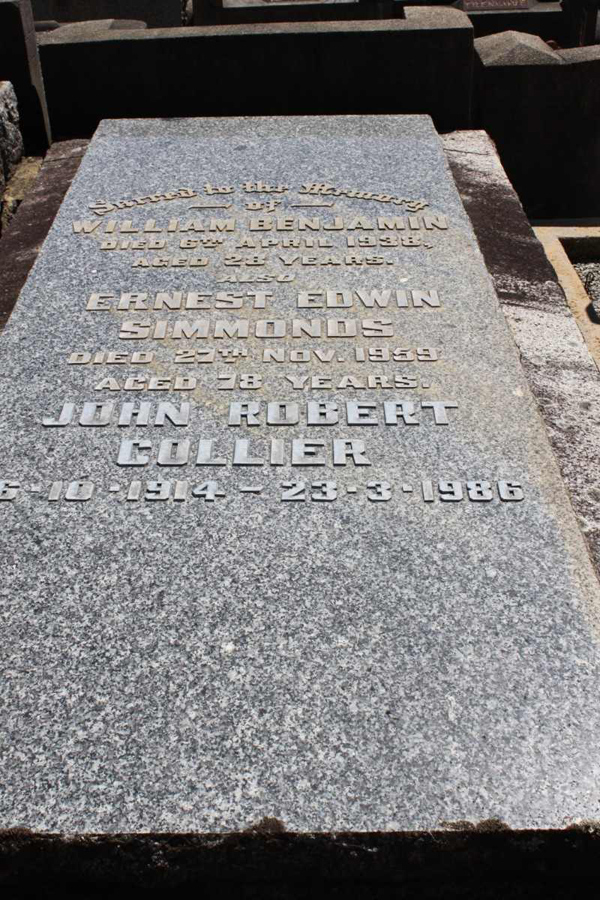 Sacred to the Memory
of
WILLIAM BENJAMIN
DIED 6TH APRIL 1938,
AGED 28 YEARS.
ALSO
ERNEST EDWIN
SIMMONDS
DIED 27TH NOV. 1959
AGED 78 YEARS.
JOHN ROBERT
COLLIER
6·10·1914 – 23·3·1986